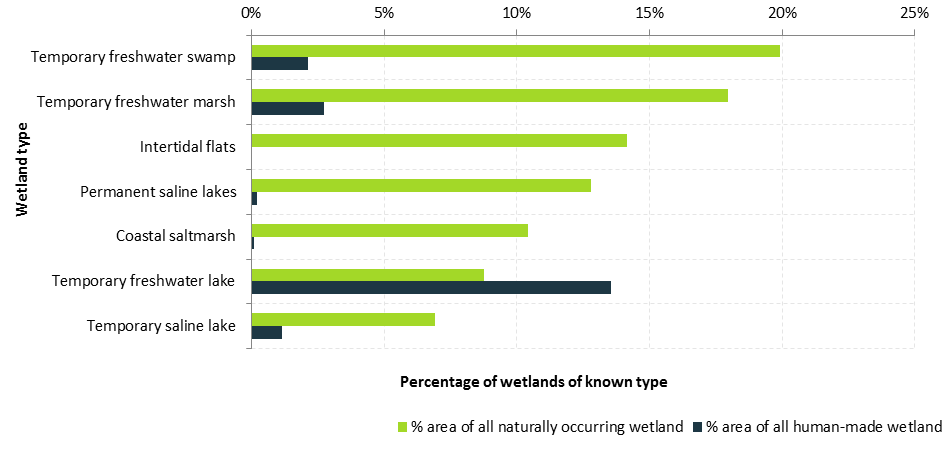 0% 5% 10% 15% 20% 25%
Temporary freshwater swamp
Temporary freshwater marsh
Intertidal flats
Permanent saline lakes
Coastal saltmarsh
Temporary freshwater lake
Temporary saline lake
Wetland type
Percentage of wetlands of known type
% area of all naturally occurring wetland % area of all human-made wetland